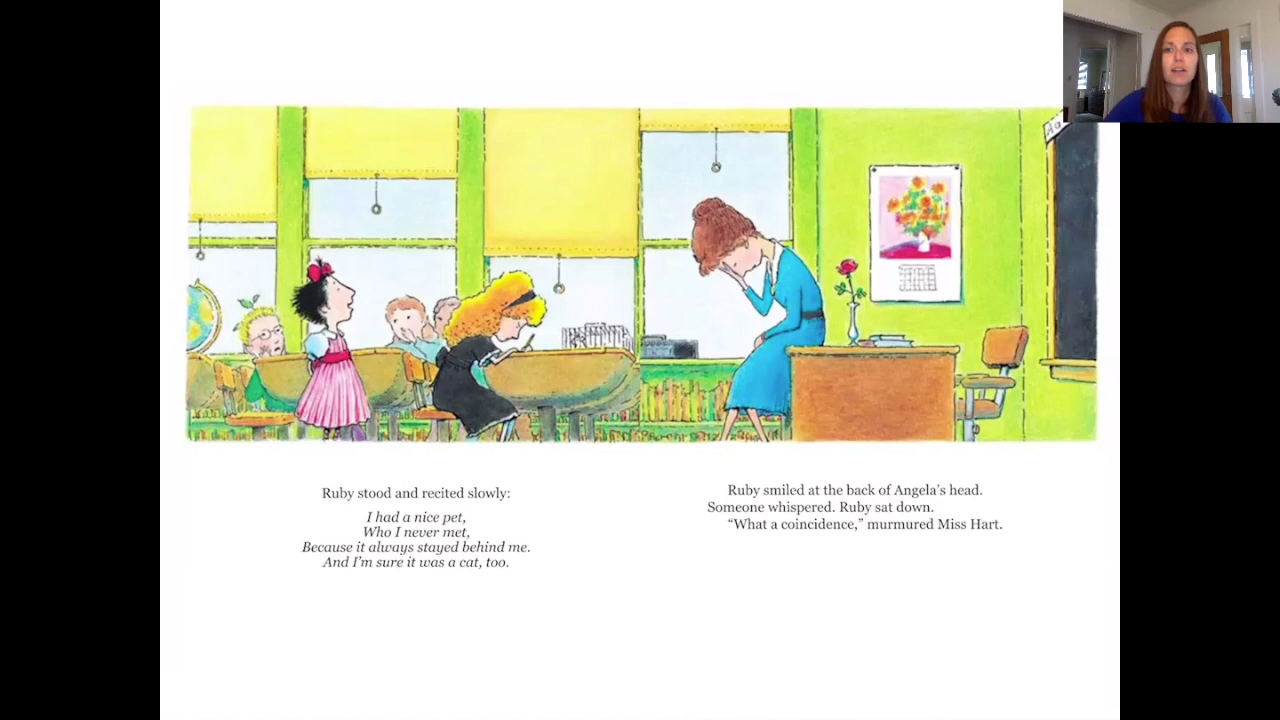 Ruby stood and recited slowly:
I had a nice pet,
Who I never met,
Because it always stayed behind me.
And I'm sure it was a cat, too.
Ruby smiled at the back of Angela's head.
Someone whispered. Ruby sat down.
“What a coincidence,” murmured Miss Hart.